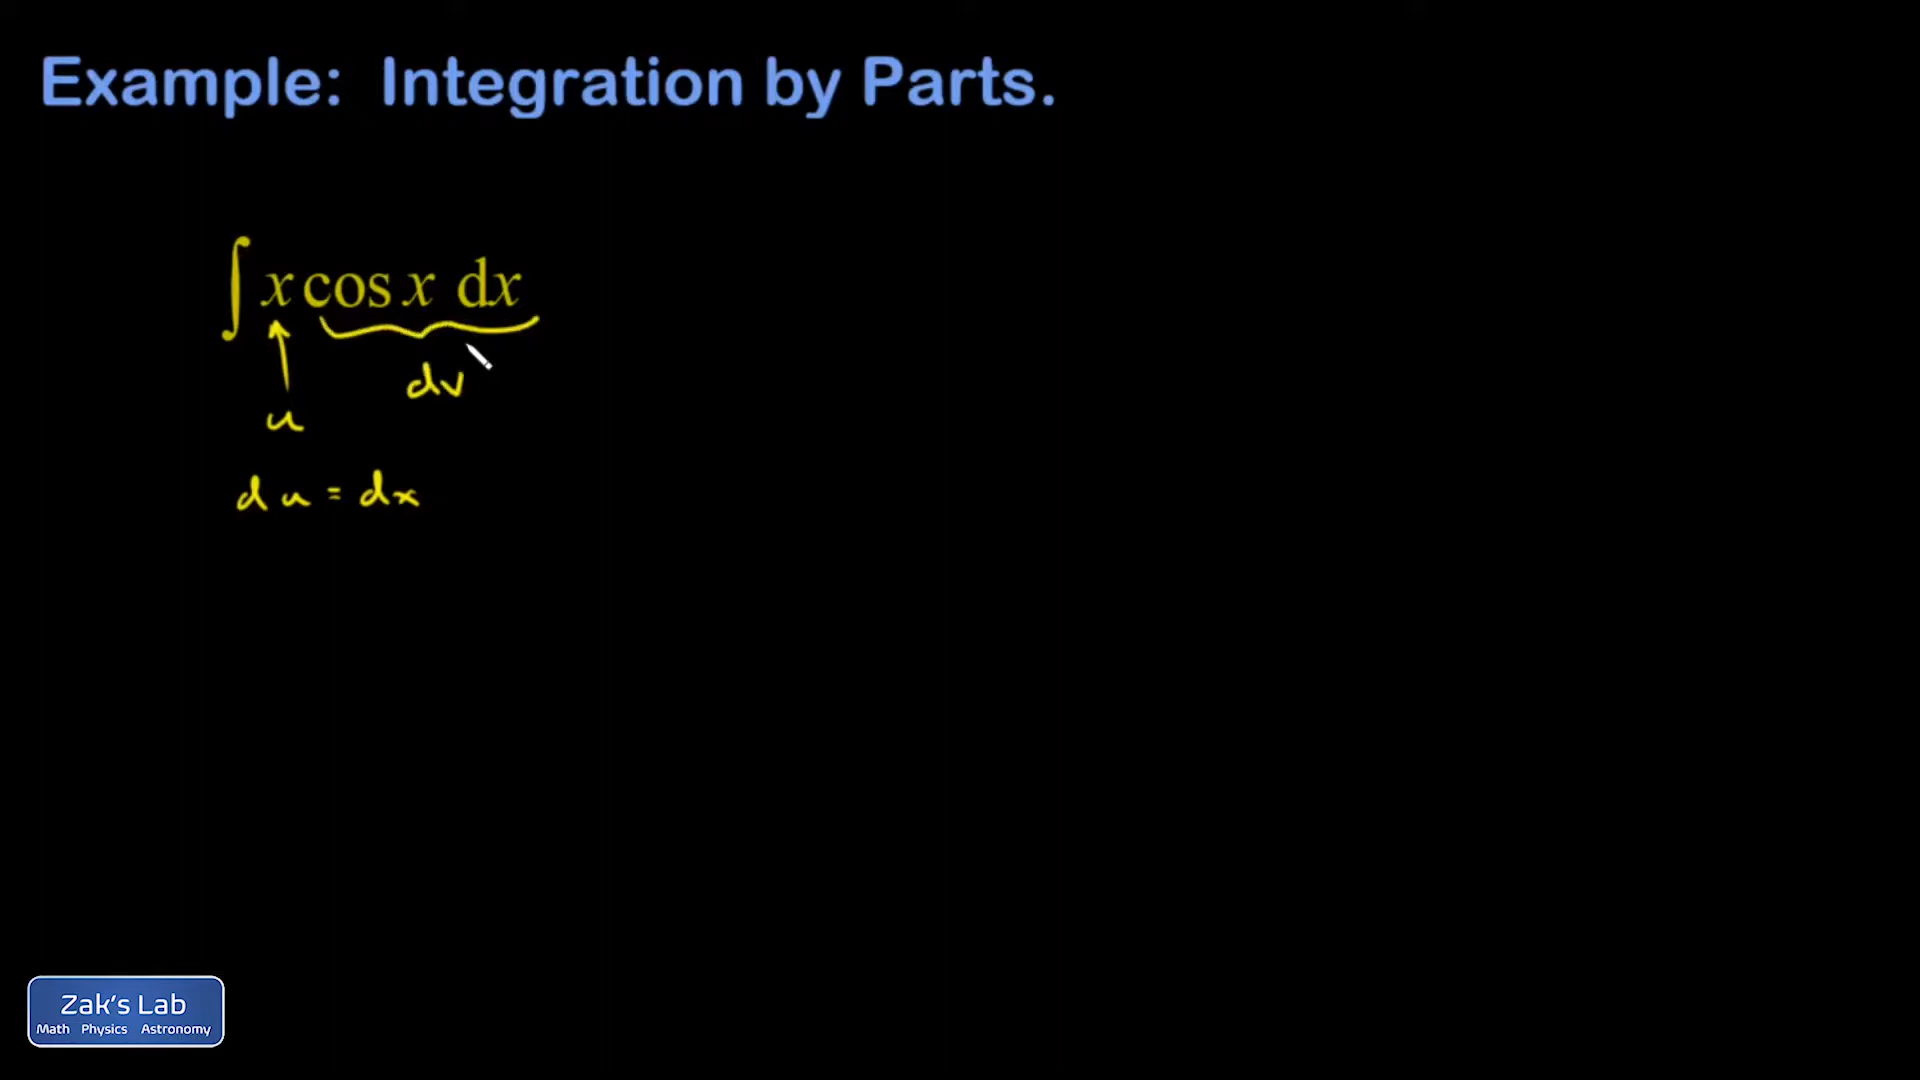 Example: Integration by Parts.
∫ x cos x dx
dv
u
du = dx
Zak's Lab
Math Physics Astronomy